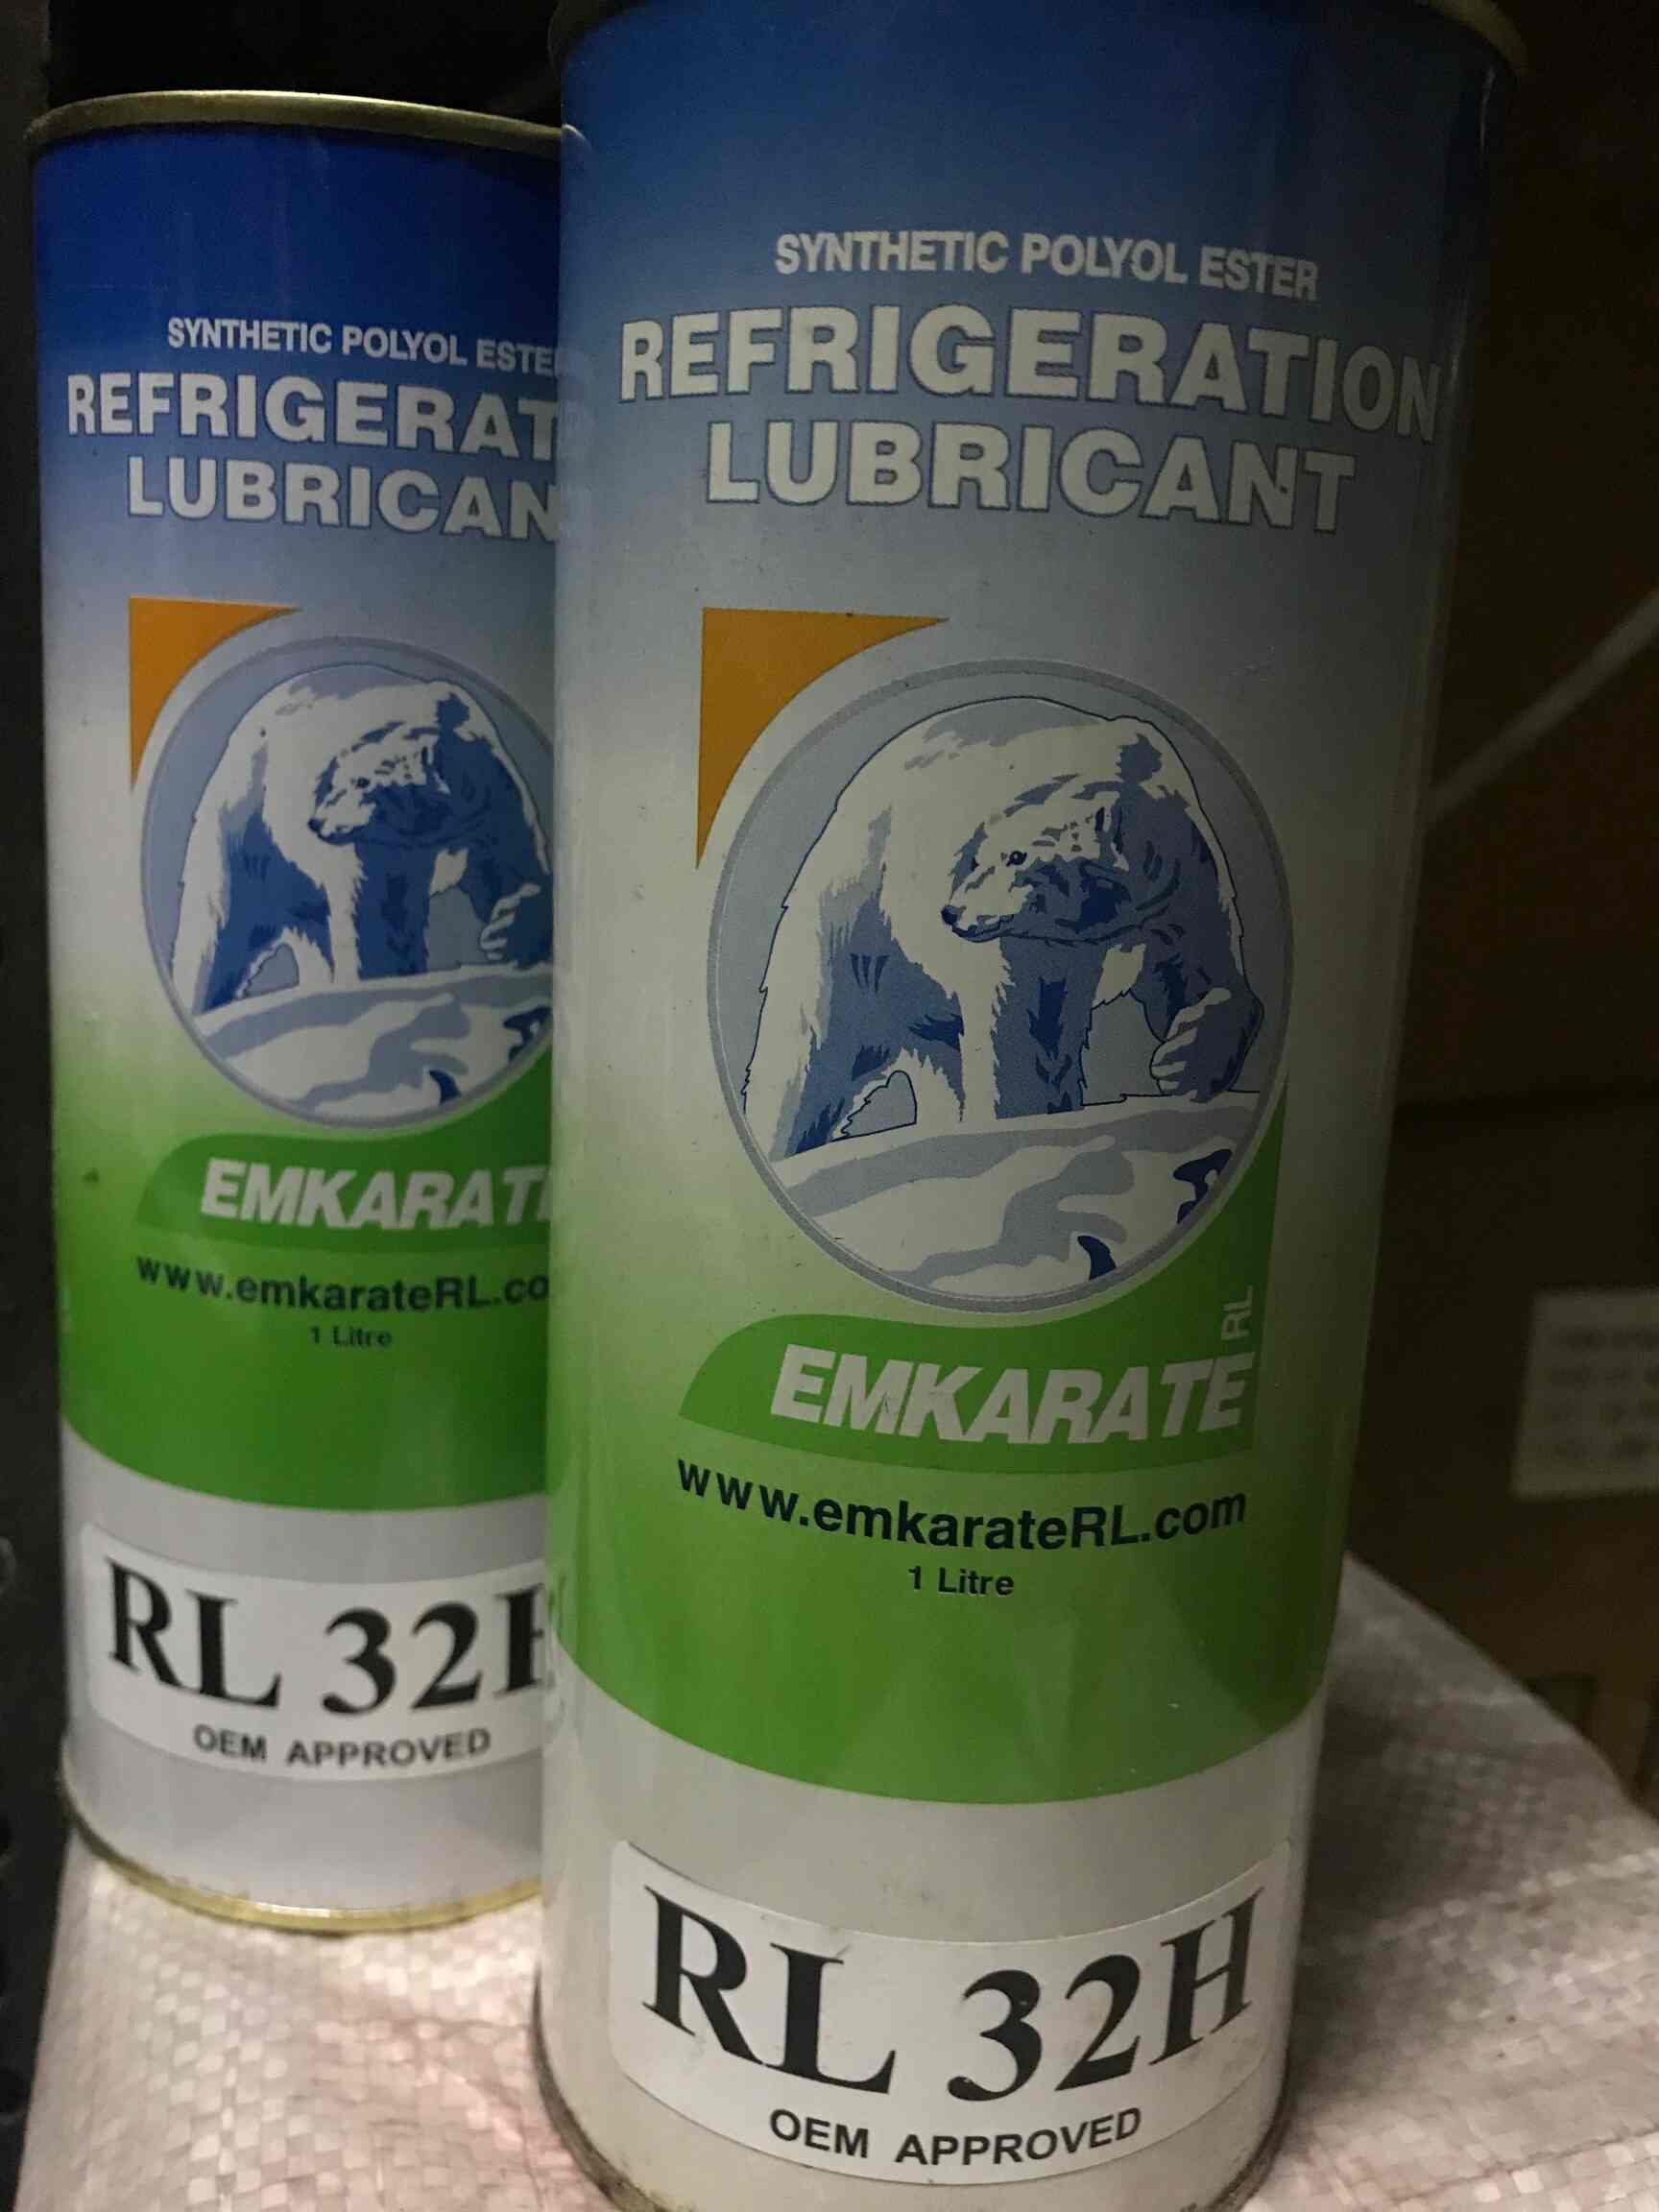 SYNTHETIC POLYOL ESTE
REFRIGERAT
LUBRICAN
EMKARAT
www.emkarateRL.co
1 Litre
RL 32H
OEM APPROVED
SYNTHETIC POLYOL ESTER
REFRIGERATION
LUBRICANT
RL
EMKARATE
www.emkarateRL.com
1 Litre
RL 32H
OEM APPROVED